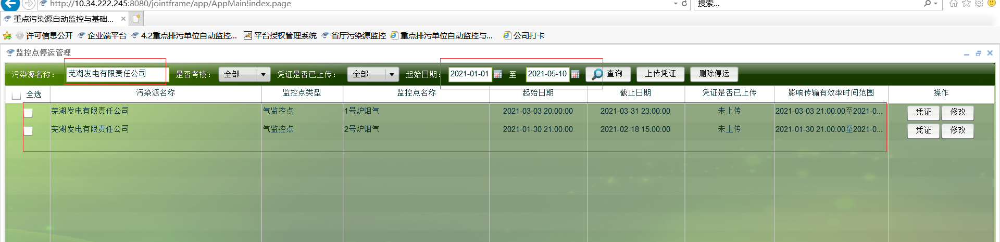 http://10.34.222.245:8080/jointframe/app/AppMain!index.page
搜索...
重点污染源自动监控与基础...
许可信息公开 企业端平台 4.2重点排污单位自动监控... 平台授权管理系统 省厅污染源监控 重点排污单位自动监控与... 公司打卡
监控点停运管理
污染源名称： 芜湖发电有限责任公司 是否考核： 全部 凭证是否已上传： 全部 起始日期： 2021-01-01 至 2021-05-10 查询 上传凭证 删除停运
全选 污染源名称 监控点类型 监控点名称 起始日期 截止日期 凭证是否已上传 影响传输有效率时间范围 操作
芜湖发电有限责任公司 气监控点 1号炉烟气 2021-03-03 20:00:00 2021-03-31 23:00:00 未上传 2021-03-03 21:00:00至2021-0... 凭证 修改
芜湖发电有限责任公司 气监控点 2号炉烟气 2021-01-30 21:00:00 2021-02-18 15:00:00 未上传 2021-01-30 21:00:00至2021-0... 凭证 修改